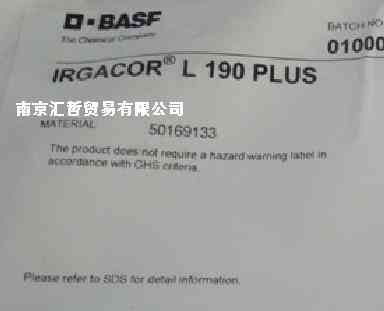 BASF
The Chemical Company
BATCH NO
01000
IRGACOR® L 190 PLUS
南京汇哲贸易有限公司
MATERIAL 50169133
The product does not require a hazard warning label in
accordance with GHS criteria.
Please refer to SDS for detail information.